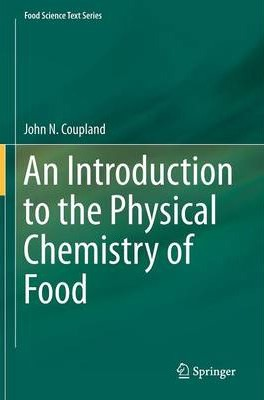 Food Science Text Series
John N. Coupland
An Introduction
to the Physical
Chemistry of
Food
Springer